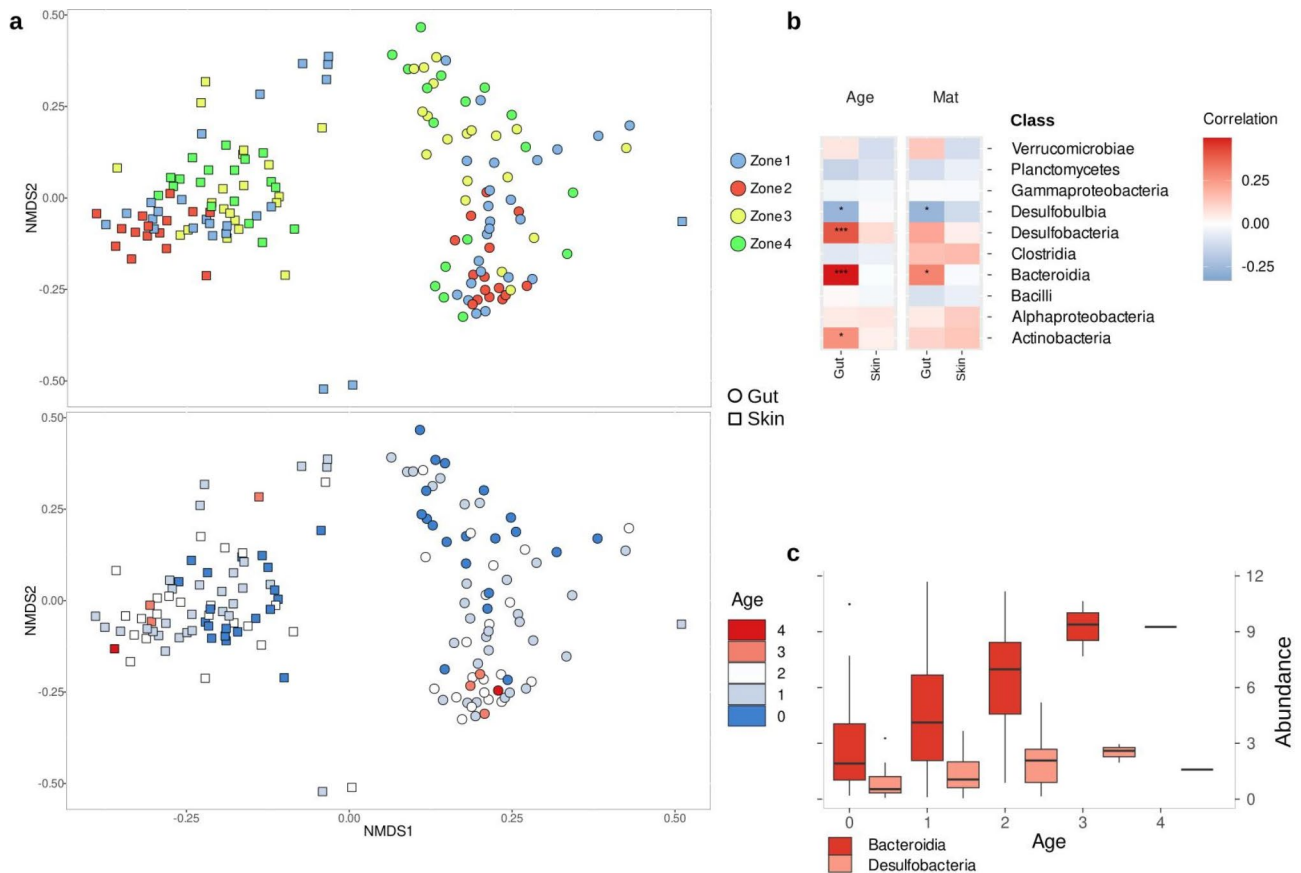 a
0.50
0.25
0.00
-0.25
-0.50
NMDS2
Zone 1
Zone 2
Zone 3
Zone 4
Gut
Skin
0.50
0.25
0.00
-0.25
-0.50
NMDS2
-0.25
0.00
0.25
0.50
NMDS1
Age
4
3
2
1
0
b
Age
Mat
Class
Verrucomicrobiae
Planctomycetes
Gammaproteobacteria
Desulfobulbia
* *
Desulfobacteria
***
Clostridia
Bacteroidia
*** *
Bacilli
Alphaproteobacteria
Actinobacteria
*
Gut
Skin
Gut
Skin
Correlation
0.25
0.00
-0.25
c
12
9
6
3
0
Abundance
0
1
2
3
4
Age
Bacteroidia
Desulfobacteria